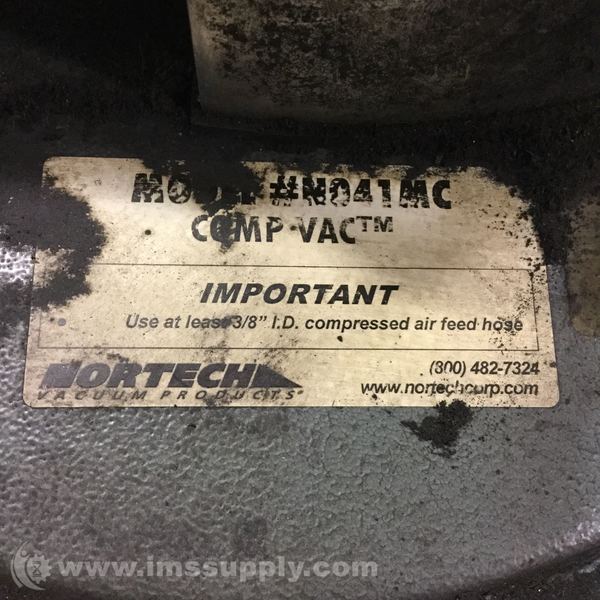 MODEL #N041MC
COMP VAC™
IMPORTANT
• Use at least 3/8" I.D. compressed air feed hose
NORTECH
VACUUM PRODUCTS
(800) 482-7324
www.nortechcorp.com
www.imssupply.com